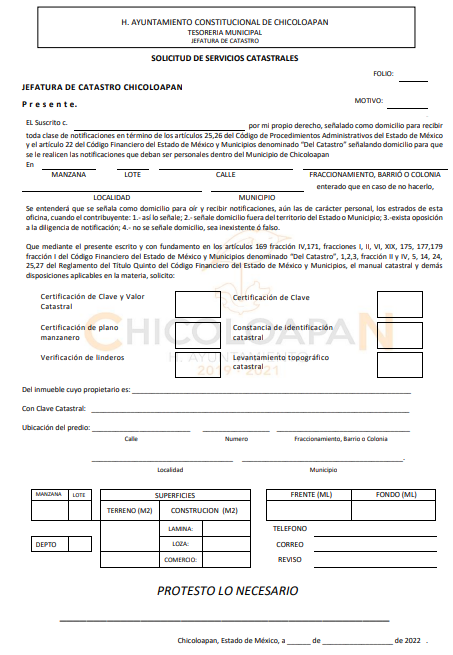 H. AYUNTAMIENTO CONSTITUCIONAL DE CHICOLOAPAN
TESORERIA MUNICIPAL
JEFATURA DE CATASTRO
SOLICITUD DE SERVICIOS CATASTRALES
FOLIO:
JEFATURA DE CATASTRO CHICOLOAPAN
Presente.
MOTIVO:
EL Suscrito c. por mi propio derecho, señalado como domicilio para recibir
toda clase de notificaciones en término de los artículos 25,26 del Código de Procedimientos Administrativos del Estado de México
y el artículo 22 del Código Financiero del Estado de México y Municipios denominado "Del Catastro" señalando domicilio para que
se le realicen las notificaciones que deban ser personales dentro del Municipio de Chicoloapan
En
MANZANA LOTE CALLE FRACCIONAMIENTO, BARRIÓ O COLONIA
enterado que en caso de no hacerlo,
LOCALIDAD MUNICIPIO
Se entenderá que se señala como domicilio para oír y recibir notificaciones, aún las de carácter personal, los estrados de esta
oficina, cuando el contribuyente: 1.- así lo señale; 2.- señale domicilio fuera del territorio del Estado o Municipio; 3.-exista oposición
a la diligencia de notificación; 4.- no se señale domicilio, sea inexistente ó falso.
Que mediante el presente escrito y con fundamento en los artículos 169 fracción IV,171, fracciones I, II, VI, XIX, 175, 177,179
fracción I del Código Financiero del Estado de México y Municipios denominado "Del Catastro", 1,2,3, fracción II y IV, 5, 14, 24,
25,27 del Reglamento del Título Quinto del Código Financiero del Estado de México y Municipios, el manual catastral y demás
disposiciones aplicables en la materia, solicito:
Certificación de Clave y Valor
Catastral
Certificación de Clave
Certificación de plano
manzanero
Constancia de identificación
catastral
CHICOLOAPAN
H. AYUN
Verificación de linderos
Levantamiento topográfico
catastral
2019 - 2021
Del inmueble cuyo propietario es:
Con Clave Catastral:
Ubicación del predio:
Calle Numero Fraccionamiento, Barrio o Colonia
Localidad Municipio
MANZANA LOTE SUPERFICIES FRENTE (ML) FONDO (ML)
TERRENO (M2) CONSTRUCION (M2)
LAMINA: TELEFONO
DEPTO LOZA: CORREO
COMERCIO: REVISO
PROTESTO LO NECESARIO
Chicoloapan, Estado de México, a de de 2022 .